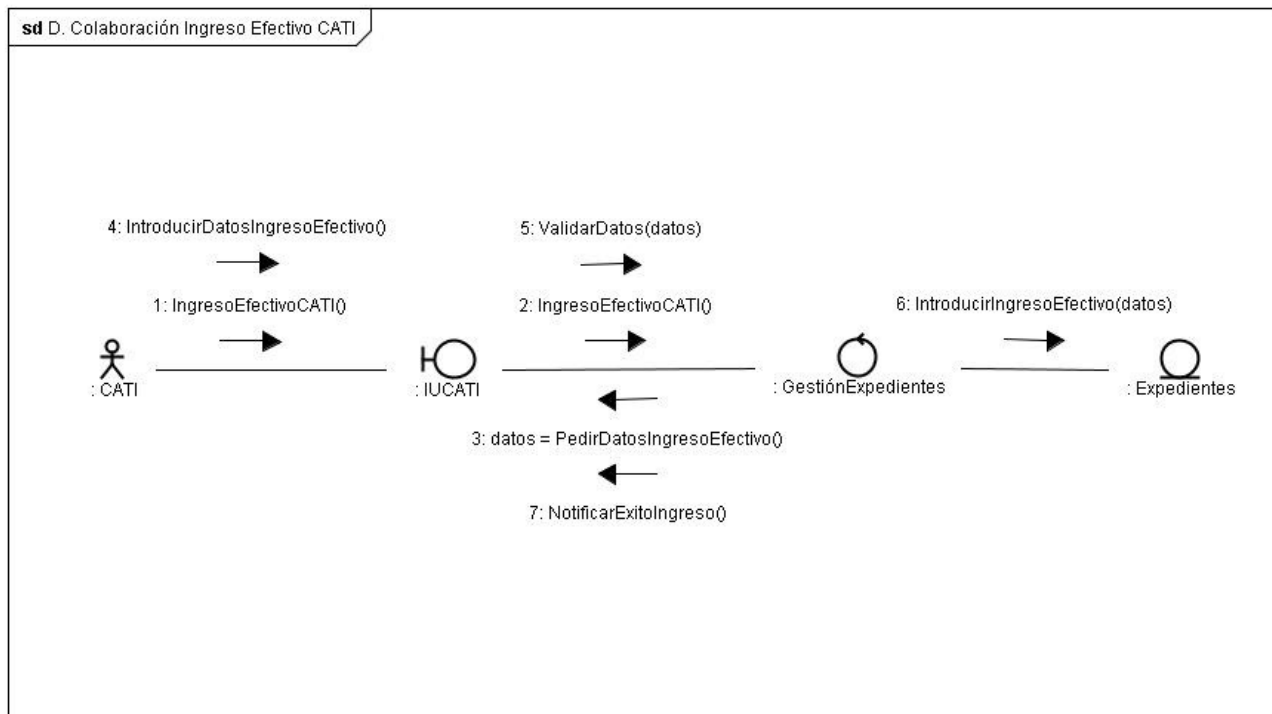 sd D. Colaboración Ingreso Efectivo CATI
4: IntroducirDatosIngresoEfectivo()
5: ValidarDatos(datos)
1: IngresoEfectivoCATI()
2: IngresoEfectivoCATI()
6: IntroducirIngresoEfectivo(datos)
: CATI
: IUCATI
: GestiónExpedientes
: Expedientes
3: datos = PedirDatosIngresoEfectivo()
7: NotificarExitoIngreso()